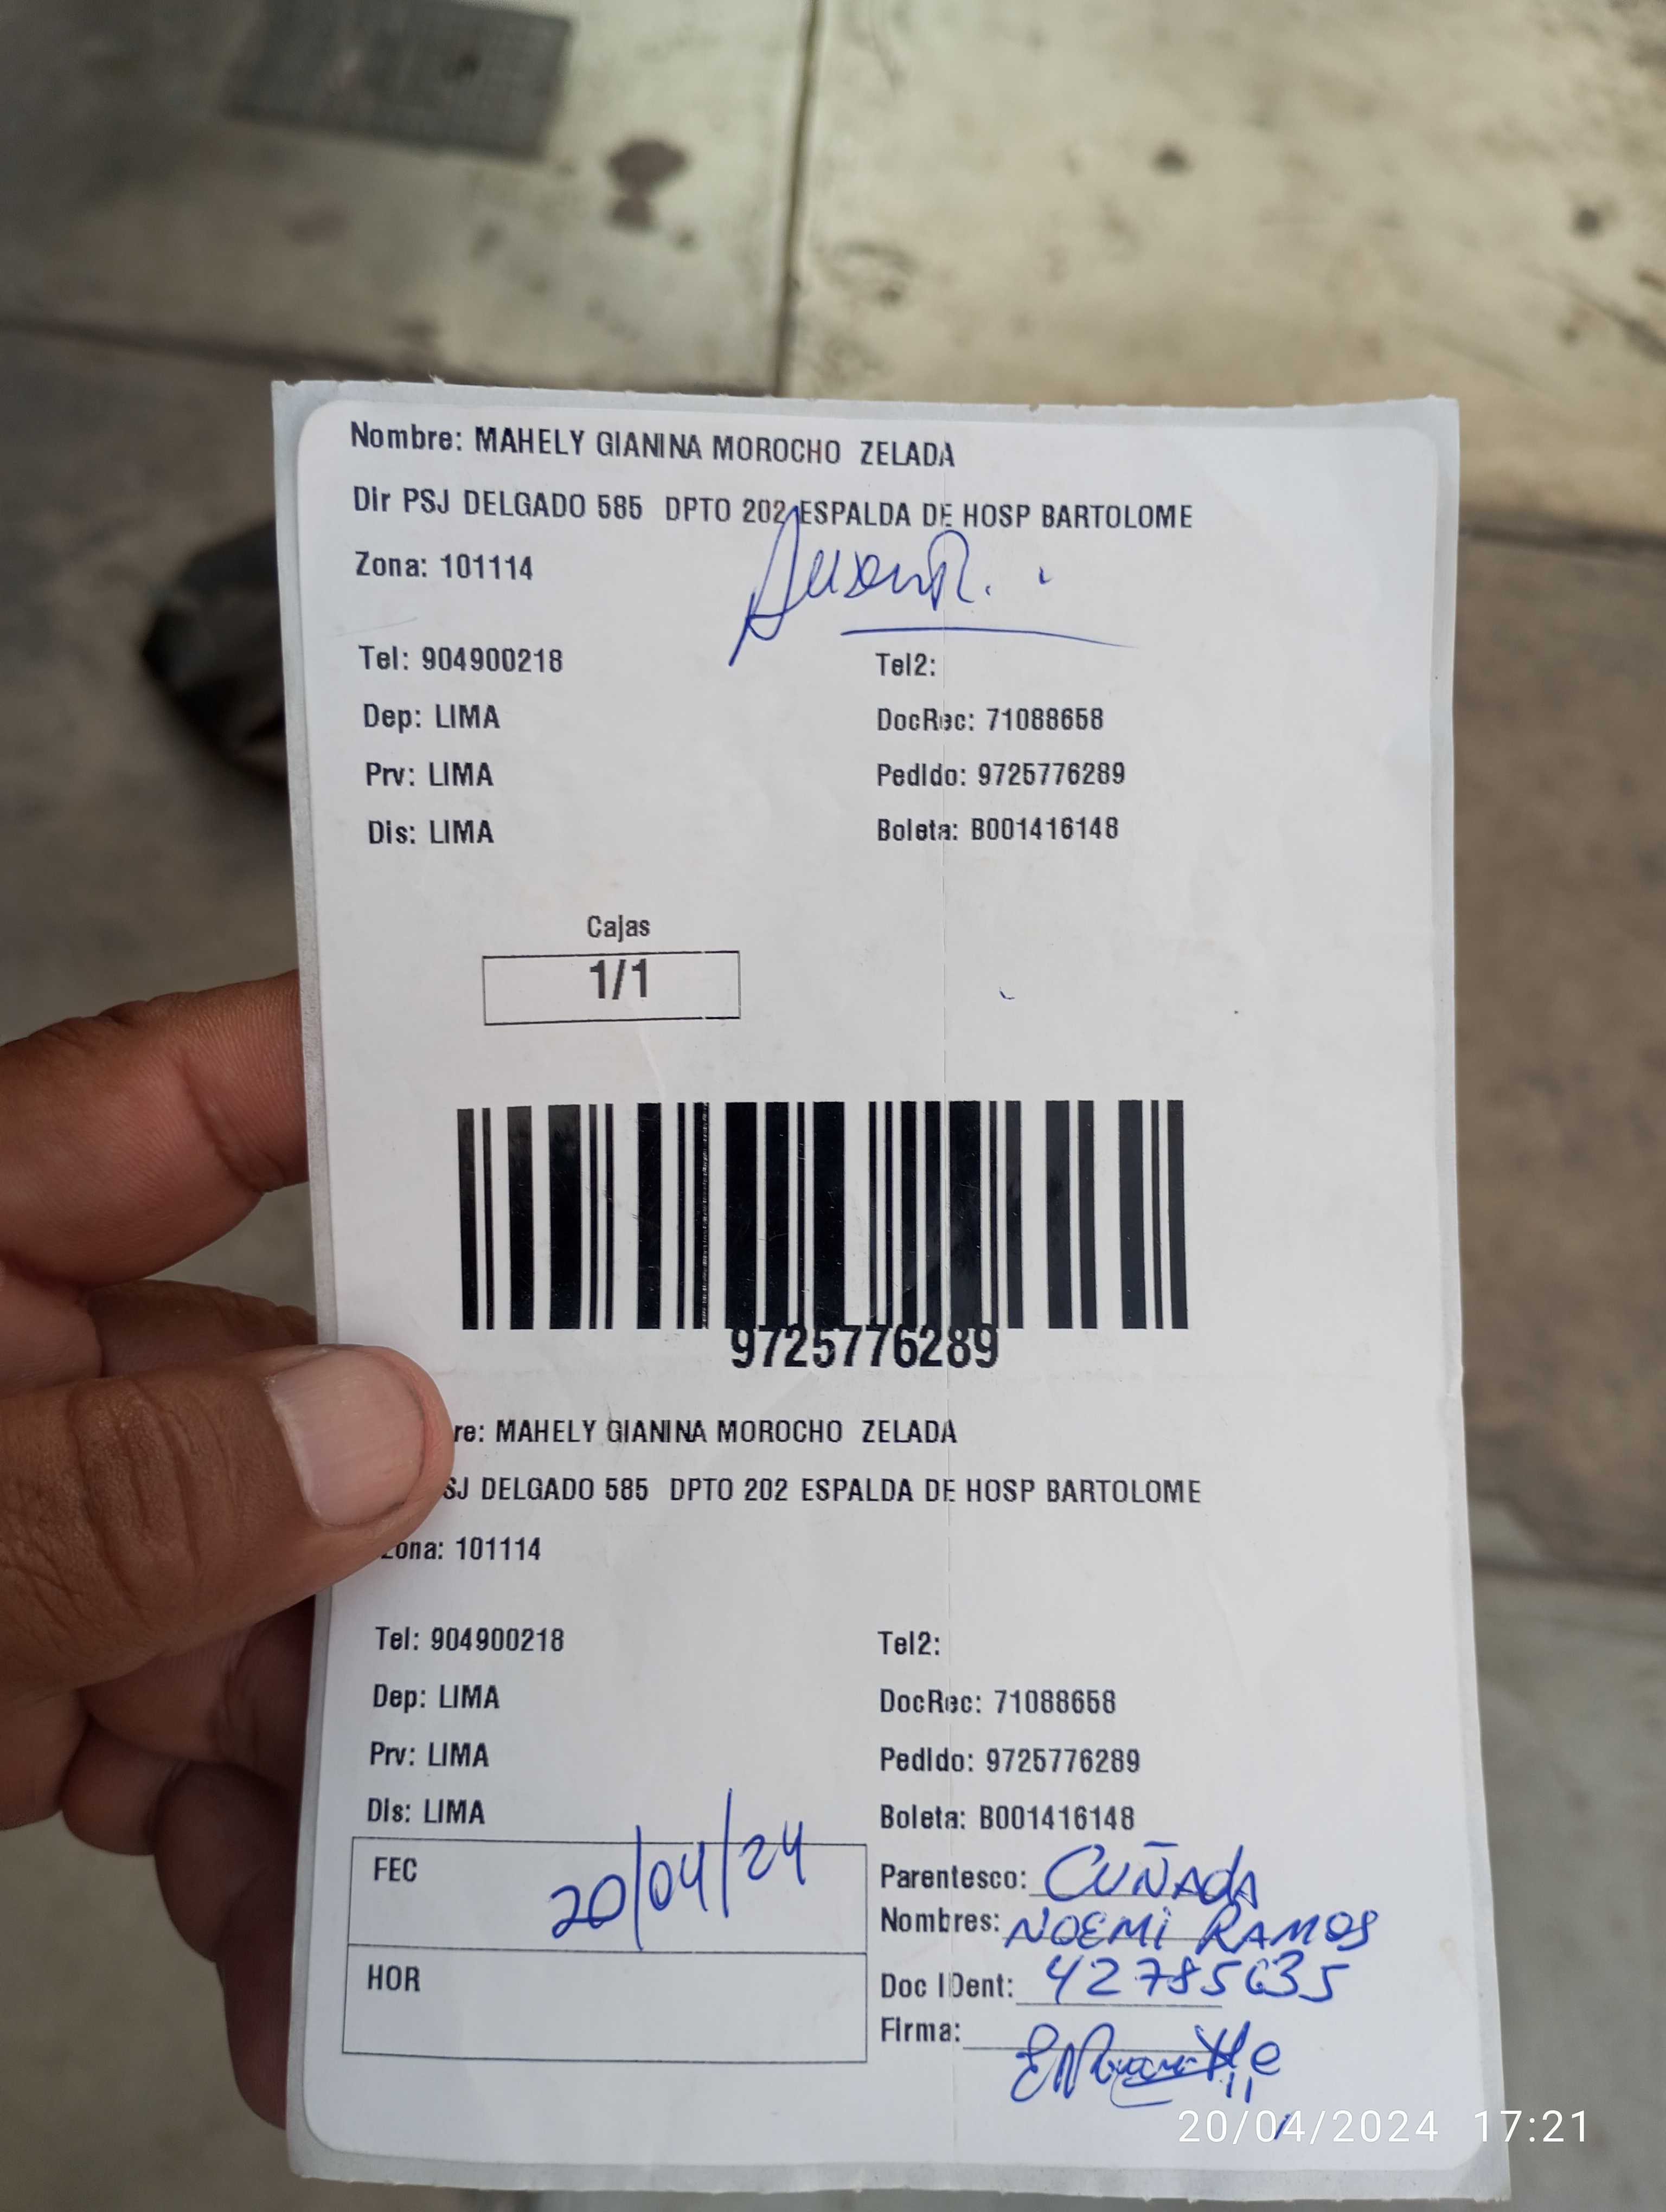 Nombre: MAHELY GIANINA MOROCHO ZELADA
Dir PSJ DELGADO 585 DPTO 202 ESPALDA DE HOSP BARTOLOME
Zona: 101114
Tel: 904900218 Tel2:
Dep: LIMA DocRec: 71088658
Prv: LIMA Pedido: 9725776289
Dis: LIMA Boleta: B001416148
Cajas
1/1
9725776289
re: MAHELY GIANINA MOROCHO ZELADA
SJ DELGADO 585 DPTO 202 ESPALDA DE HOSP BARTOLOME
Zona: 101114
Tel: 904900218 Tel2:
Dep: LIMA DocRec: 71088658
Prv: LIMA Pedido: 9725776289
Dis: LIMA Boleta: B001416148
FEC 20/04/24 Parentesco: CUÑADA
Nombres: NOEMI RAMOS
HOR Doc IDent: 42785635
Firma:
20/04/2024 17:21